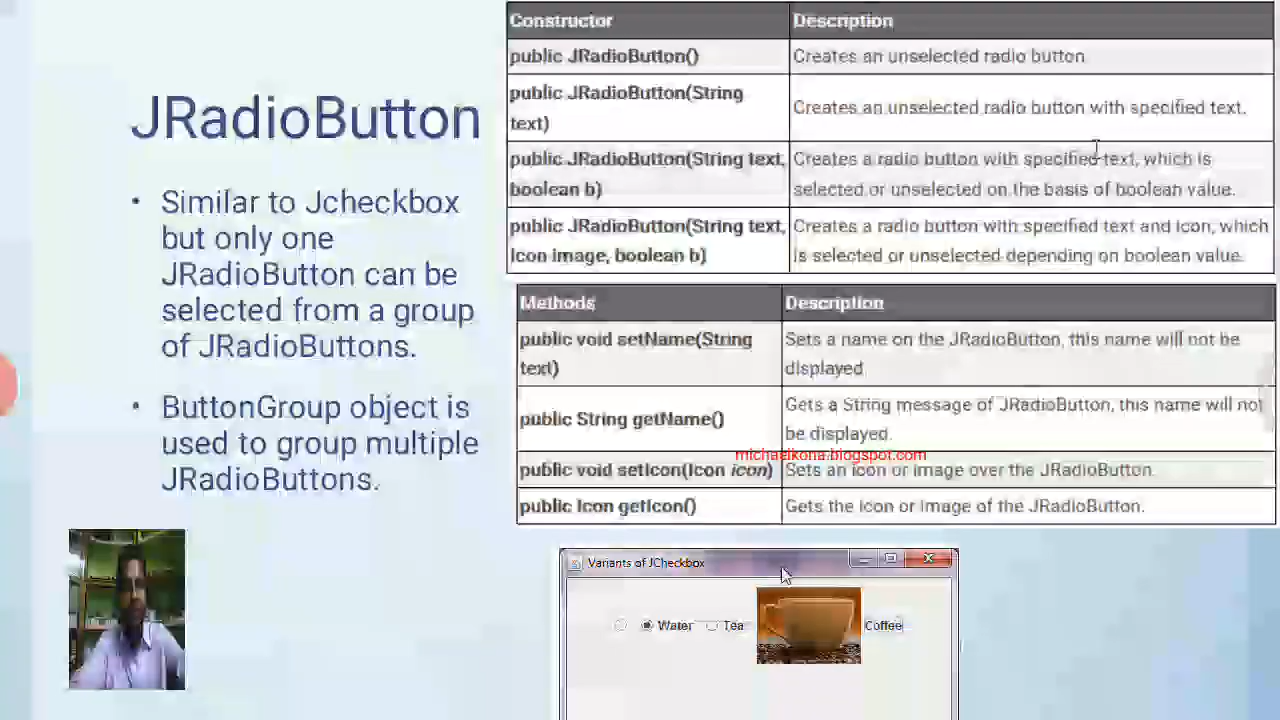 JRadioButton
• Similar to Jcheckbox
but only one
JRadioButton can be
selected from a group
of JRadioButtons.
• ButtonGroup object is
used to group multiple
JRadioButtons.
Constructor Description
public JRadioButton() Creates an unselected radio button
public JRadioButton(String
text)
Creates an unselected radio button with specified text.
public JRadioButton(String text,
boolean b)
Creates a radio button with specified text, which is
selected or unselected on the basis of boolean value.
public JRadioButton(String text,
Icon image, boolean b)
Creates a radio button with specified text and icon, which
is selected or unselected depending on boolean value.
Methods Description
public void setName(String
text)
Sets a name on the JRadioButton, this name will not be
displayed
public String getName()
Gets a String message of JRadioButton, this name will not
be displayed.
michaelkona.blogspot.com
public void setIcon(Icon icon) Sets an icon or image over the JRadioButton.
public Icon getIcon() Gets the icon or image of the JRadioButton.
Variants of JCheckbox
Water Tea Coffee